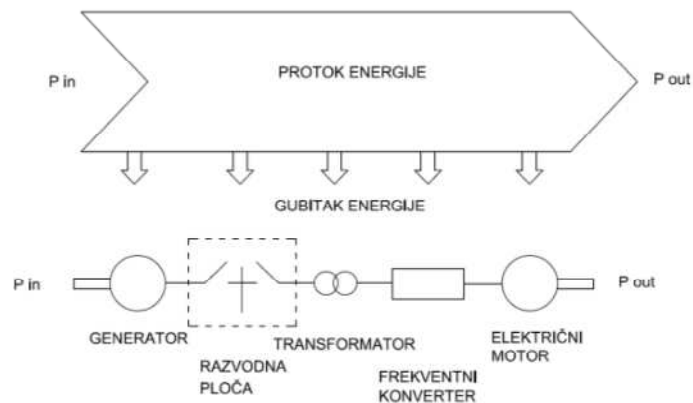 PROTOK ENERGIJE
P in
P out
GUBITAK ENERGIJE
P in
P out
GENERATOR
RAZVODNA
PLOČA
TRANSFORMATOR
FREKVENTNI
KONVERTER
ELEKTRIČNI
MOTOR